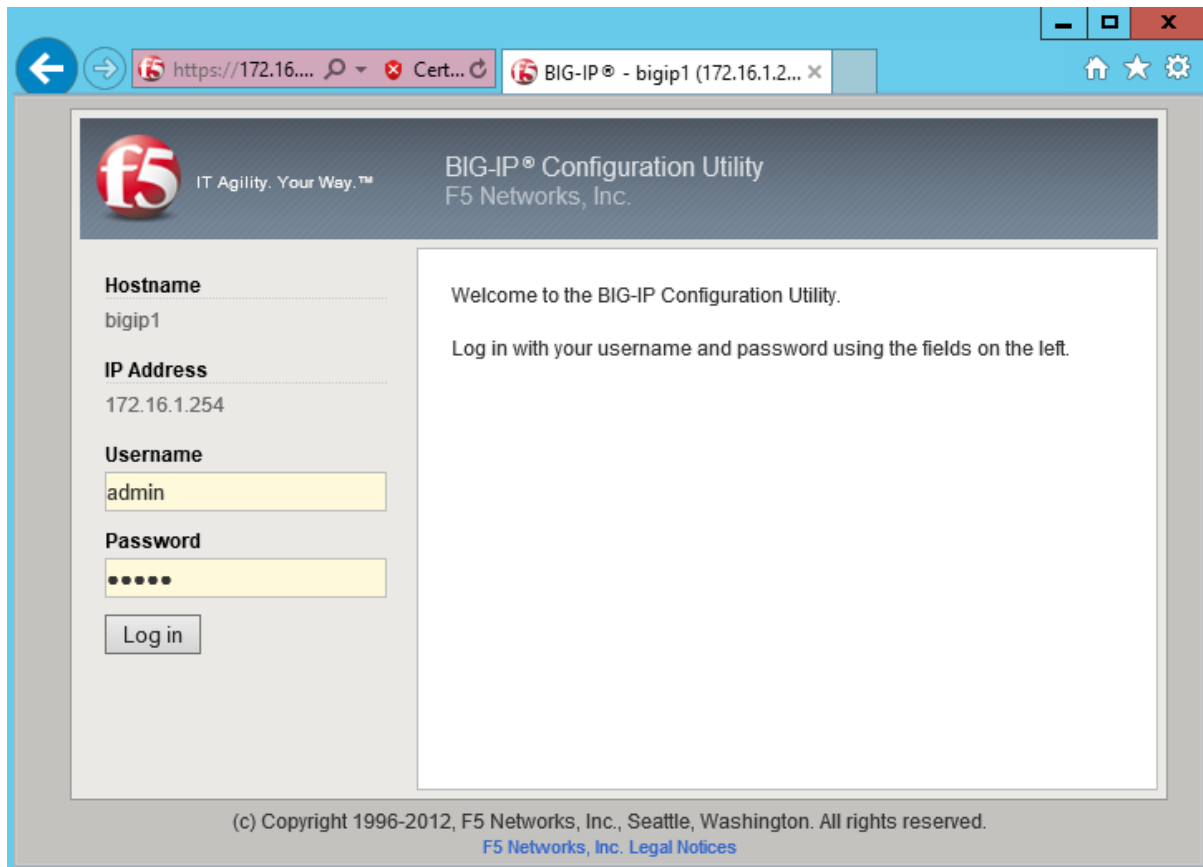 https://172.16.... Cert... BIG-IP® - bigip1 (172.16.1.2...
f5 IT Agility. Your Way.™
BIG-IP® Configuration Utility
F5 Networks, Inc.
Hostname
bigip1
IP Address
172.16.1.254
Username
admin
Password
•••••
Log in
Welcome to the BIG-IP Configuration Utility.
Log in with your username and password using the fields on the left.
(c) Copyright 1996-2012, F5 Networks, Inc., Seattle, Washington. All rights reserved.
F5 Networks, Inc. Legal Notices